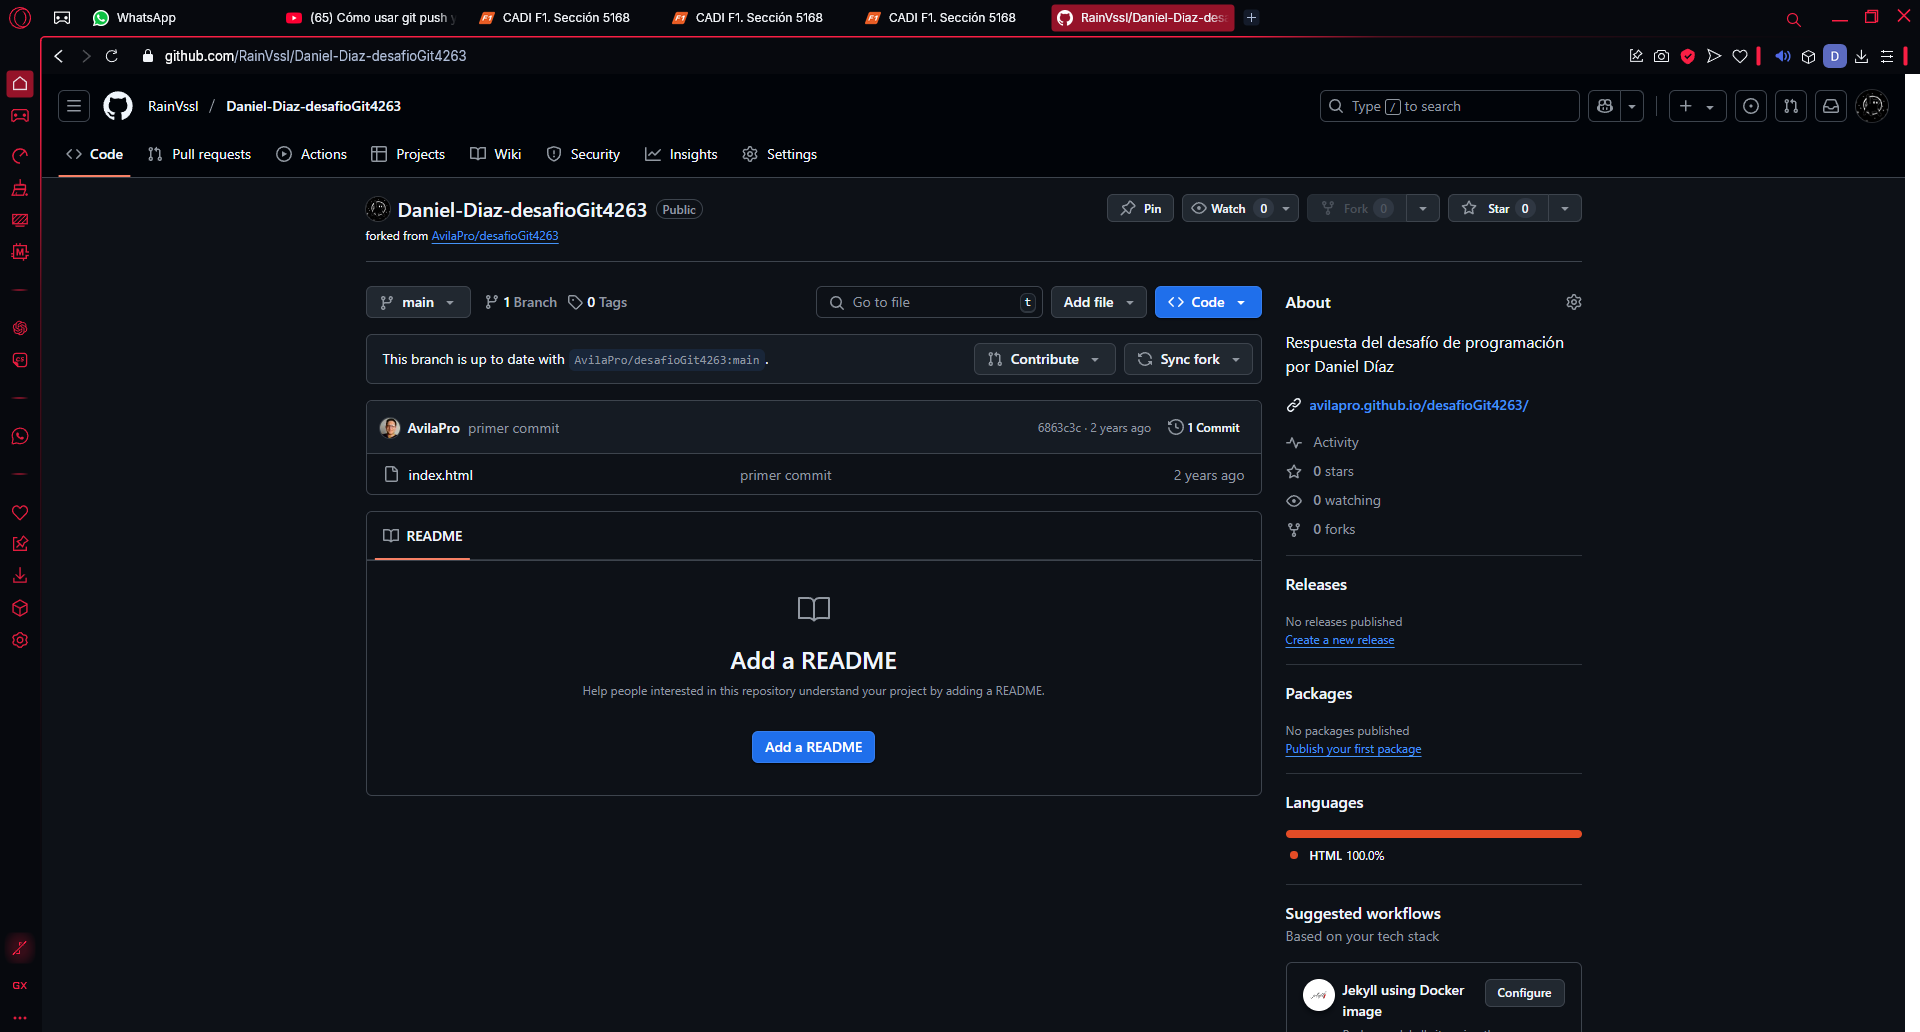 WhatsApp
(65) Cómo usar git push y
CADI F1. Sección 5168
CADI F1. Sección 5168
CADI F1. Sección 5168
RainVssl/Daniel-Diaz-des
github.com/RainVssl/Daniel-Diaz-desafioGit4263
D
RainVssl / Daniel-Diaz-desafioGit4263
Type / to search
Code
Pull requests
Actions
Projects
Wiki
Security
Insights
Settings
Daniel-Diaz-desafioGit4263 Public
Pin
Watch 0
Fork 0
Star 0
forked from AvilaPro/desafioGit4263
main
1 Branch
0 Tags
Go to file t
Add file
Code
This branch is up to date with AvilaPro/desafioGit4263:main .
Contribute
Sync fork
AvilaPro primer commit
6863c3c · 2 years ago
1 Commit
index.html
primer commit
2 years ago
README
Add a README
Help people interested in this repository understand your project by adding a README.
Add a README
About
Respuesta del desafío de programación
por Daniel Díaz
avilapro.github.io/desafioGit4263/
Activity
0 stars
0 watching
0 forks
Releases
No releases published
Create a new release
Packages
No packages published
Publish your first package
Languages
HTML 100.0%
Suggested workflows
Based on your tech stack
Jekyll using Docker
image
Configure
GX